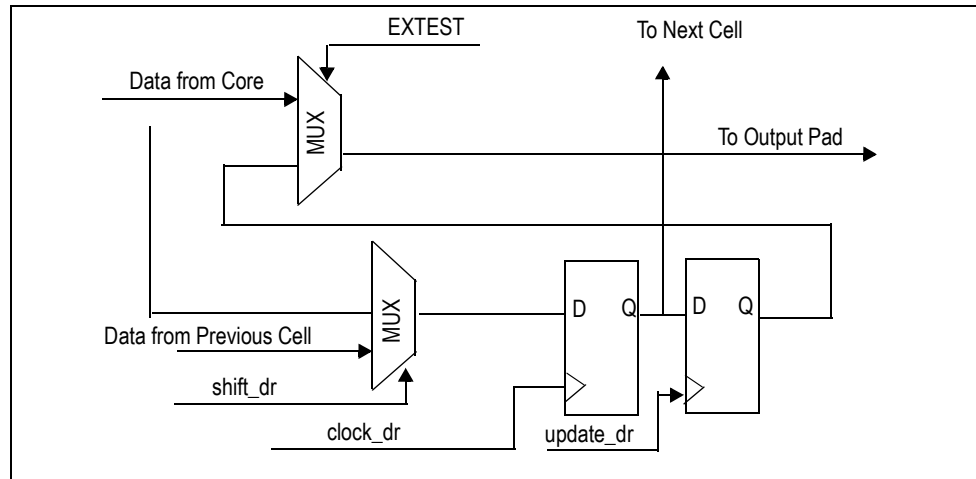 EXTEST
To Next Cell
Data from Core
MUX
To Output Pad
MUX
D Q
D Q
Data from Previous Cell
shift_dr
clock_dr
update_dr